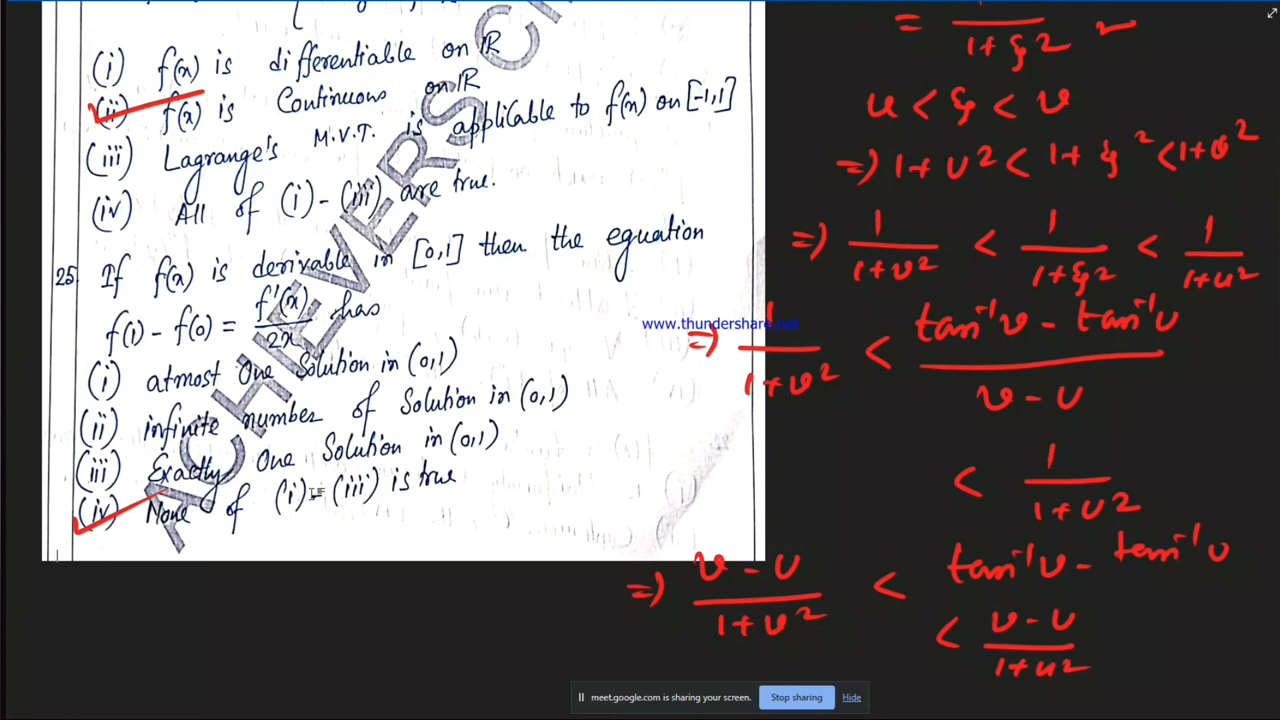 (i) f(x) is differentiable on ℝ
(ii) f(x) is Continuous on ℝ
(iii) Lagrange's M.V.T. is applicable to f(x) on [-1,1]
(iv) All of (i) - (iii) are true.
25. If f(x) is derivable in [0,1] then the equation
f(1) - f(0) = f'(x)/2x has
(i) atmost One Solution in (0,1)
(ii) infinite number of Solution in (0,1)
(iii) Exactly One Solution in (0,1)
(iv) None of (i) - (iii) is true
ACHIEVERS
www.thundershare.net
= 1/1+ξ2
u < ξ < v
=) 1+u2 < 1+ξ2 < 1+v2
=) 1/1+v2 < 1/1+ξ2 < 1/1+u2
=) 1/1+v2 < tan-1v - tan-1u/v - u
< 1/1+u2
=) v - u/1+v2 < tan-1v - tan-1u
< v - u/1+u2
meet.google.com is sharing your screen.
Stop sharing
Hide